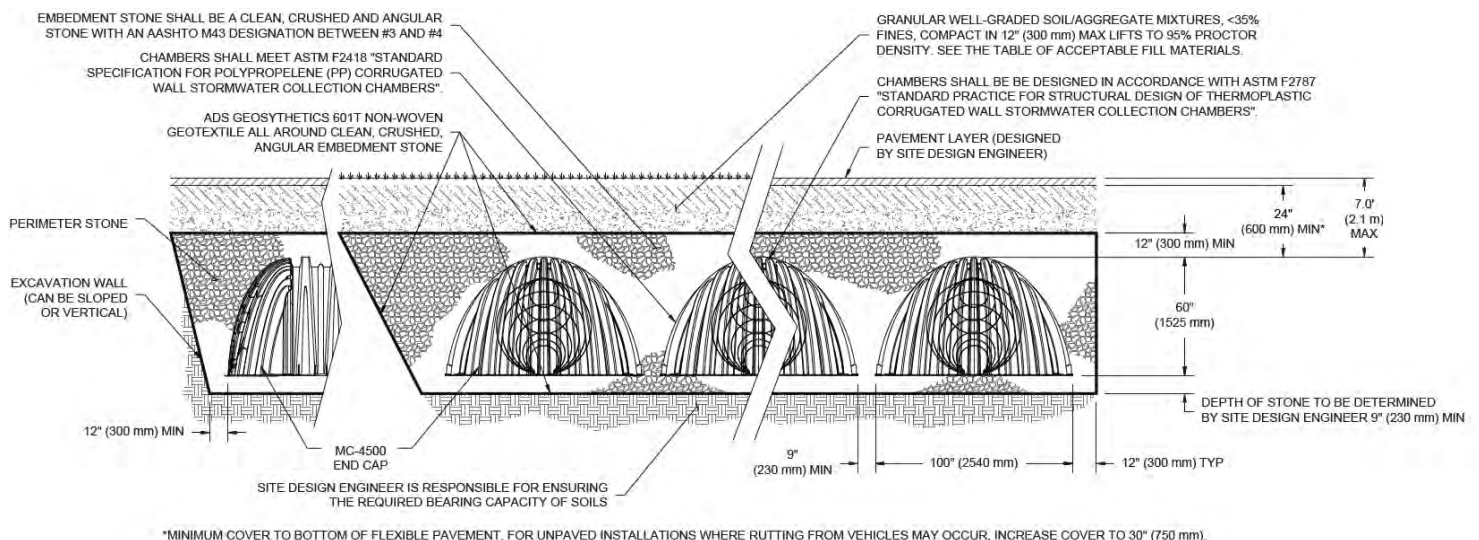 EMBEDMENT STONE SHALL BE A CLEAN, CRUSHED AND ANGULAR
STONE WITH AN AASHTO M43 DESIGNATION BETWEEN #3 AND #4
CHAMBERS SHALL MEET ASTM F2418 "STANDARD
SPECIFICATION FOR POLYPROPELENE (PP) CORRUGATED
WALL STORMWATER COLLECTION CHAMBERS".
ADS GEOSYTHETICS 601T NON-WOVEN
GEOTEXTILE ALL AROUND CLEAN, CRUSHED,
ANGULAR EMBEDMENT STONE
GRANULAR WELL-GRADED SOIL/AGGREGATE MIXTURES, <35%
FINES, COMPACT IN 12" (300 mm) MAX LIFTS TO 95% PROCTOR
DENSITY. SEE THE TABLE OF ACCEPTABLE FILL MATERIALS.
CHAMBERS SHALL BE BE DESIGNED IN ACCORDANCE WITH ASTM F2787
"STANDARD PRACTICE FOR STRUCTURAL DESIGN OF THERMOPLASTIC
CORRUGATED WALL STORMWATER COLLECTION CHAMBERS".
PAVEMENT LAYER (DESIGNED
BY SITE DESIGN ENGINEER)
PERIMETER STONE
EXCAVATION WALL
(CAN BE SLOPED
OR VERTICAL)
12" (300 mm) MIN
24"
(600 mm) MIN*
7.0'
(2.1 m)
MAX
60"
(1525 mm)
DEPTH OF STONE TO BE DETERMINED
BY SITE DESIGN ENGINEER 9" (230 mm) MIN
12" (300 mm) MIN
MC-4500
END CAP
9"
(230 mm) MIN
100" (2540 mm)
12" (300 mm) TYP
SITE DESIGN ENGINEER IS RESPONSIBLE FOR ENSURING
THE REQUIRED BEARING CAPACITY OF SOILS
*MINIMUM COVER TO BOTTOM OF FLEXIBLE PAVEMENT. FOR UNPAVED INSTALLATIONS WHERE RUTTING FROM VEHICLES MAY OCCUR, INCREASE COVER TO 30" (750 mm).